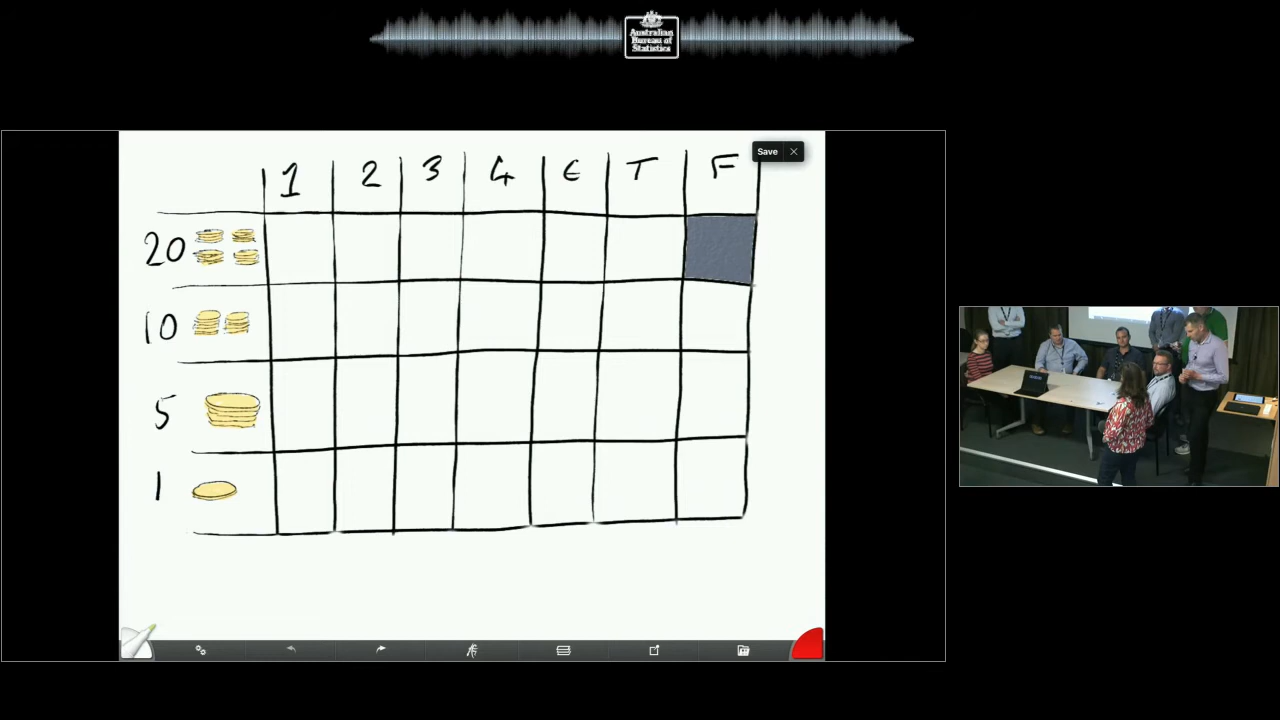 Australian
Bureau of
Statistics
Save
1 2 3 4 E T F
20
10
5
1